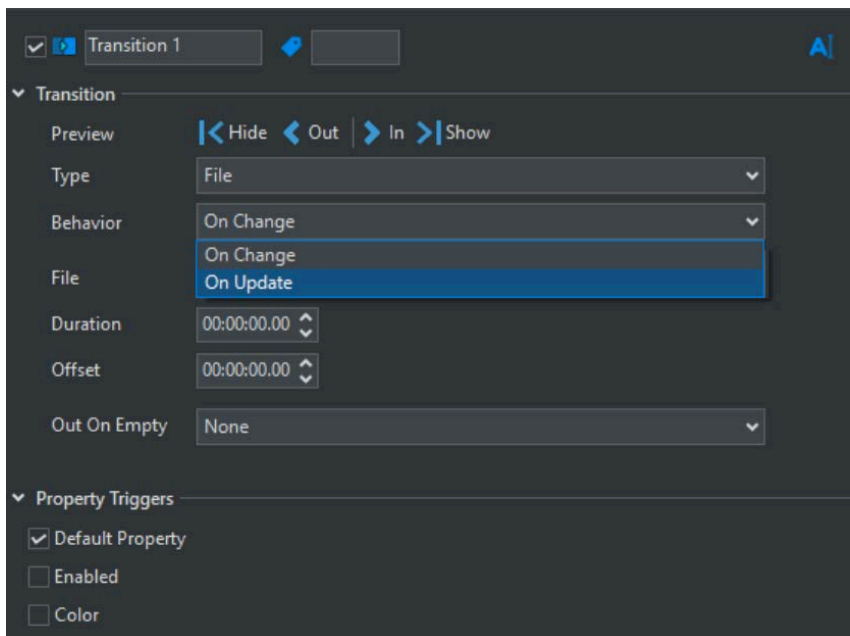 Transition 1
A
Transition
Preview Hide Out In Show
Type File
Behavior On Change
On Change
File On Update
Duration 00:00:00.00
Offset 00:00:00.00
Out On Empty None
Property Triggers
Default Property
Enabled
Color